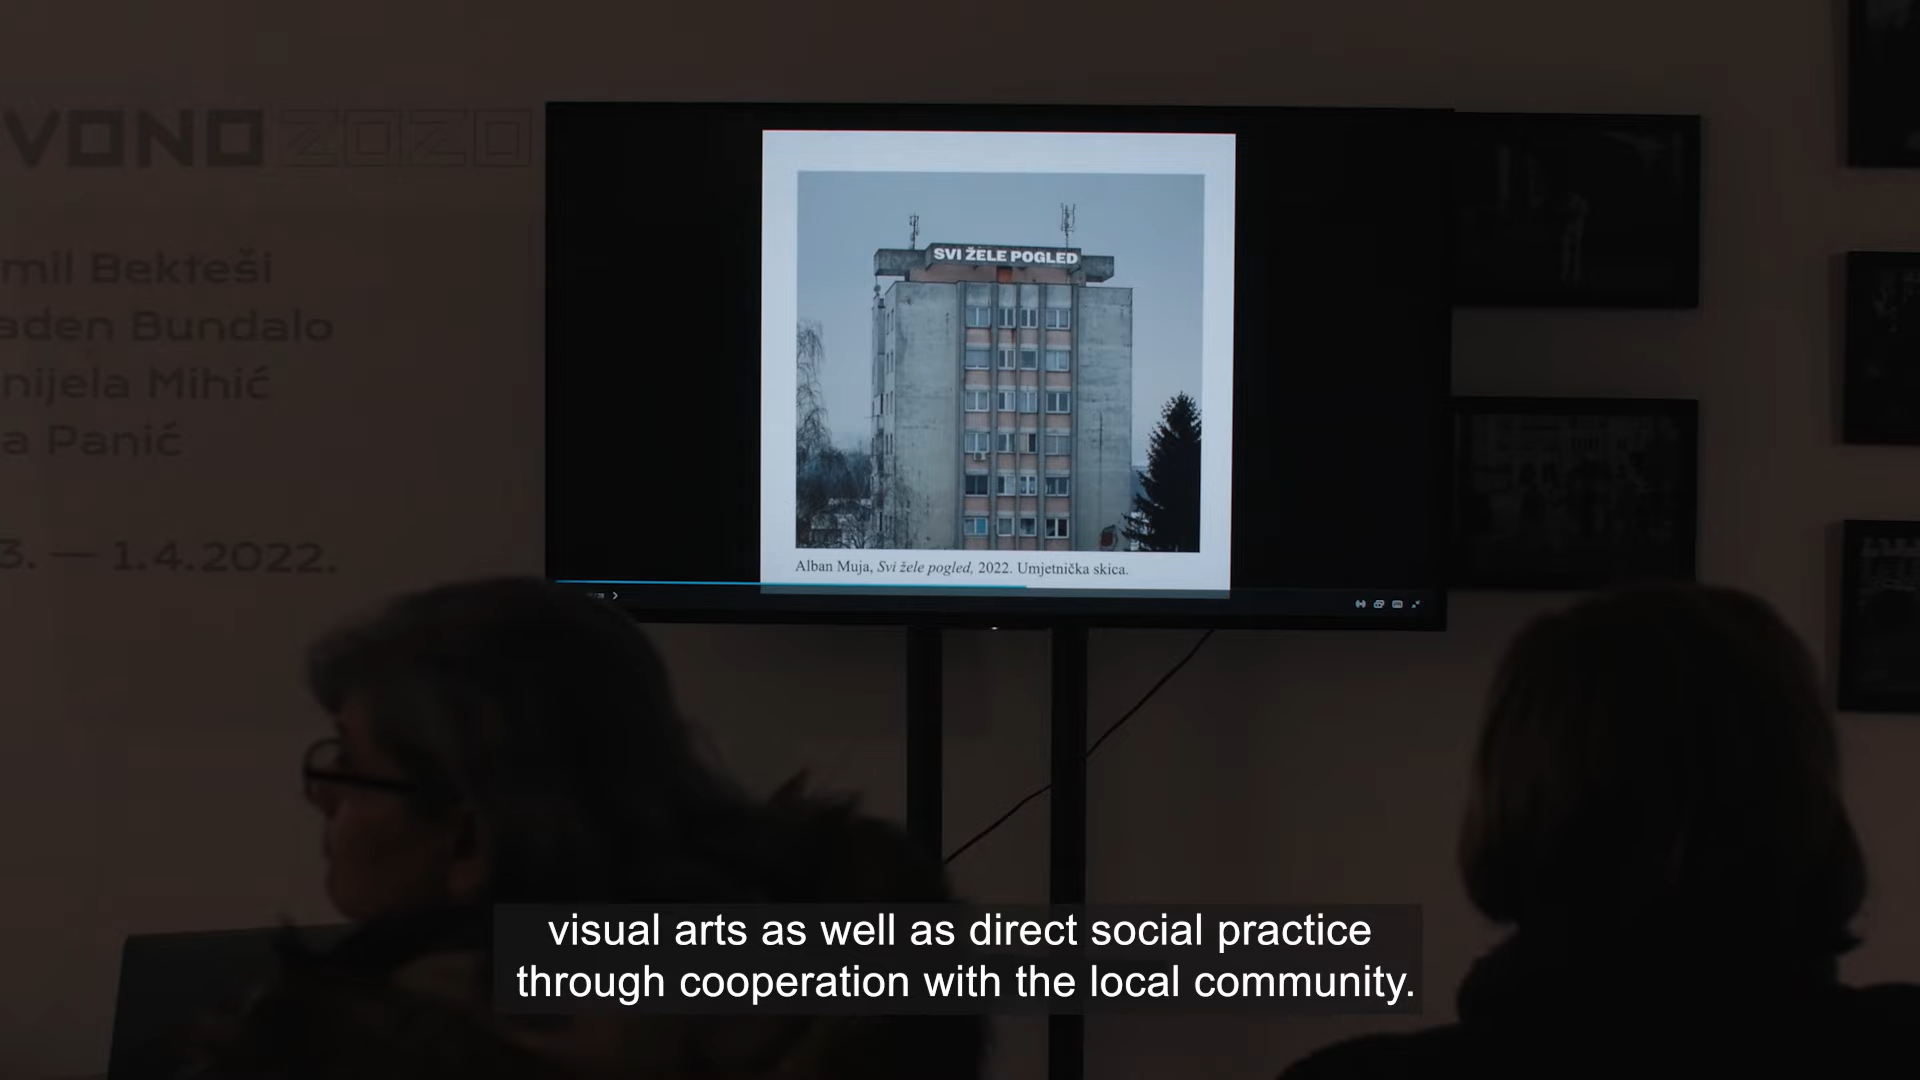 VONO2020
mil Bekteši
aden Bundalo
nijela Mihić
a Panić
3. — 1.4.2022.
SVI ŽELE POGLED
Alban Muja, Svi žele pogled, 2022. Umjetnička skica.
visual arts as well as direct social practice
through cooperation with the local community.